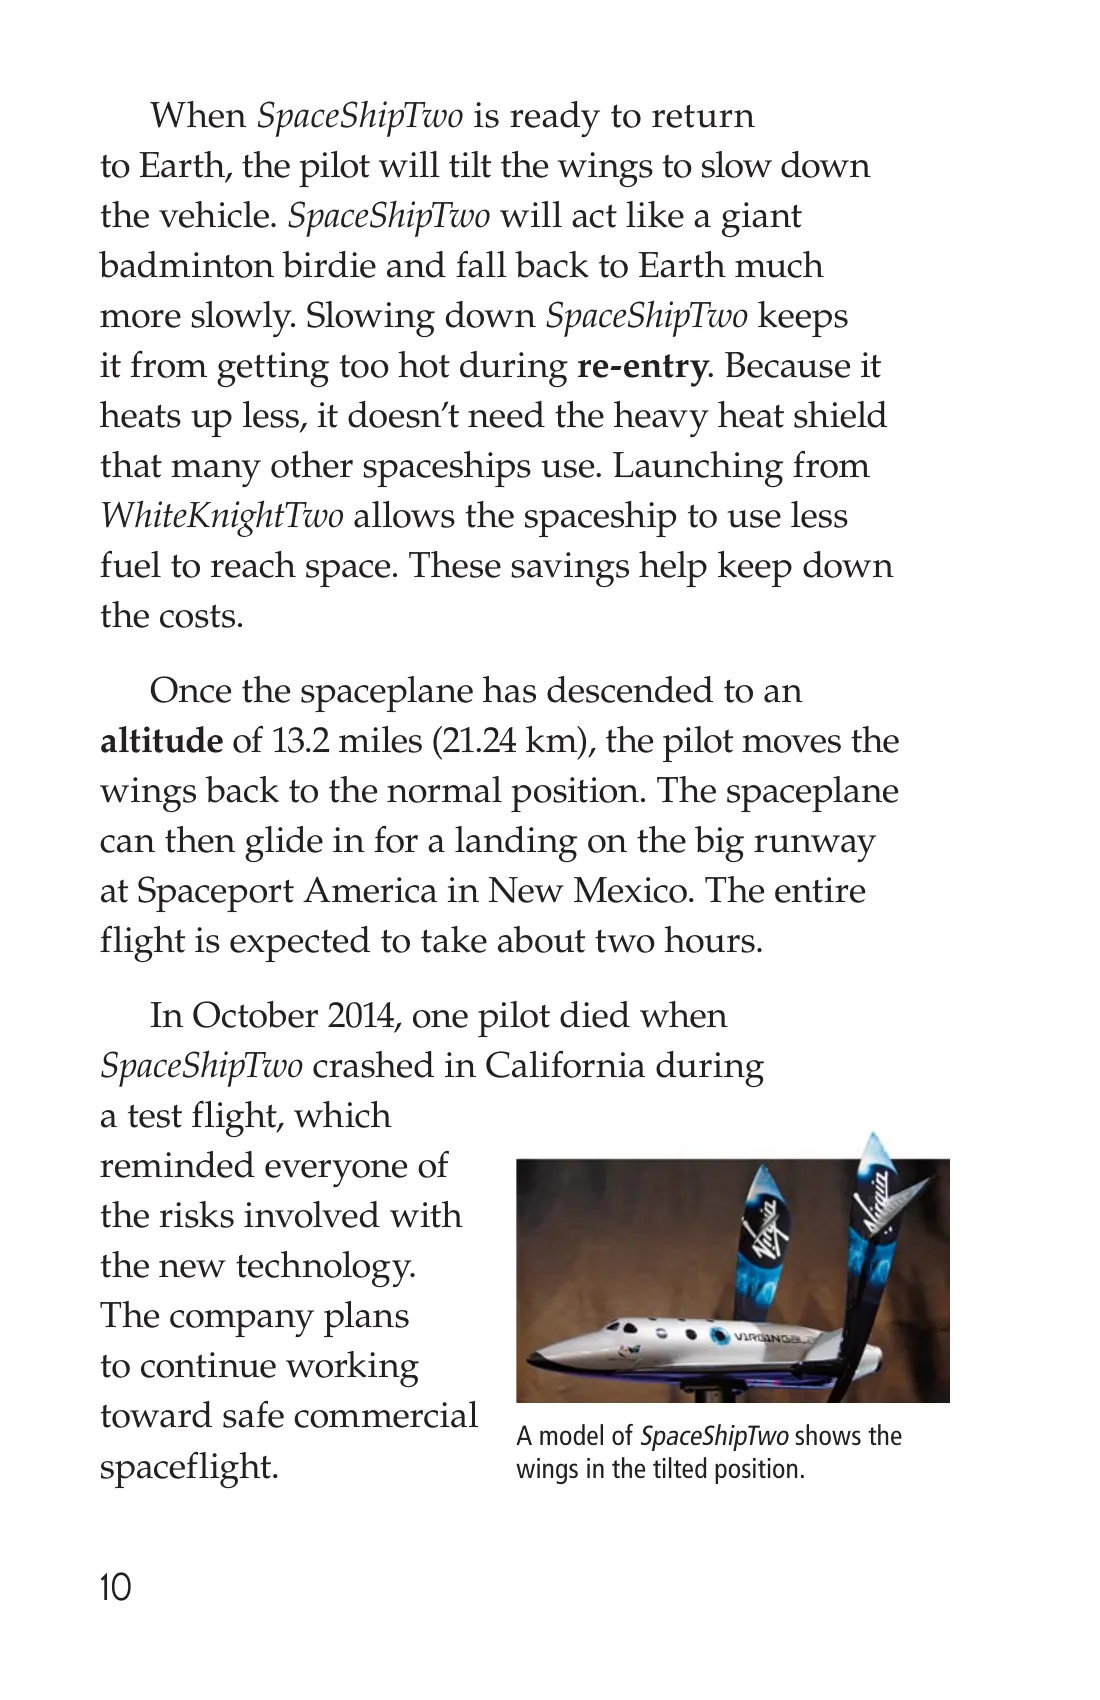 When SpaceShipTwo is ready to return
to Earth, the pilot will tilt the wings to slow down
the vehicle. SpaceShipTwo will act like a giant
badminton birdie and fall back to Earth much
more slowly. Slowing down SpaceShipTwo keeps
it from getting too hot during re-entry. Because it
heats up less, it doesn’t need the heavy heat shield
that many other spaceships use. Launching from
WhiteKnightTwo allows the spaceship to use less
fuel to reach space. These savings help keep down
the costs.
Once the spaceplane has descended to an
altitude of 13.2 miles (21.24 km), the pilot moves the
wings back to the normal position. The spaceplane
can then glide in for a landing on the big runway
at Spaceport America in New Mexico. The entire
flight is expected to take about two hours.
In October 2014, one pilot died when
SpaceShipTwo crashed in California during
a test flight, which
reminded everyone of
the risks involved with
the new technology.
The company plans
to continue working
toward safe commercial
spaceflight.
Virgin
Virgin
A model of SpaceShipTwo shows the
wings in the tilted position.
10